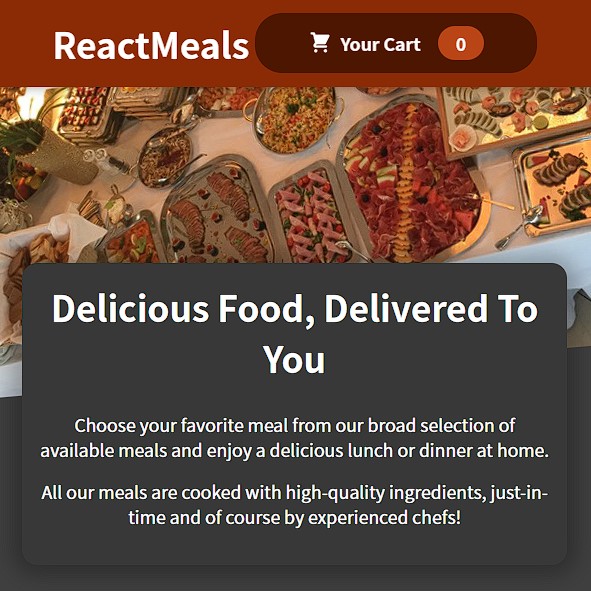 ReactMeals
Your Cart 0
Delicious Food, Delivered To
You
Choose your favorite meal from our broad selection of
available meals and enjoy a delicious lunch or dinner at home.
All our meals are cooked with high-quality ingredients, just-in-
time and of course by experienced chefs!